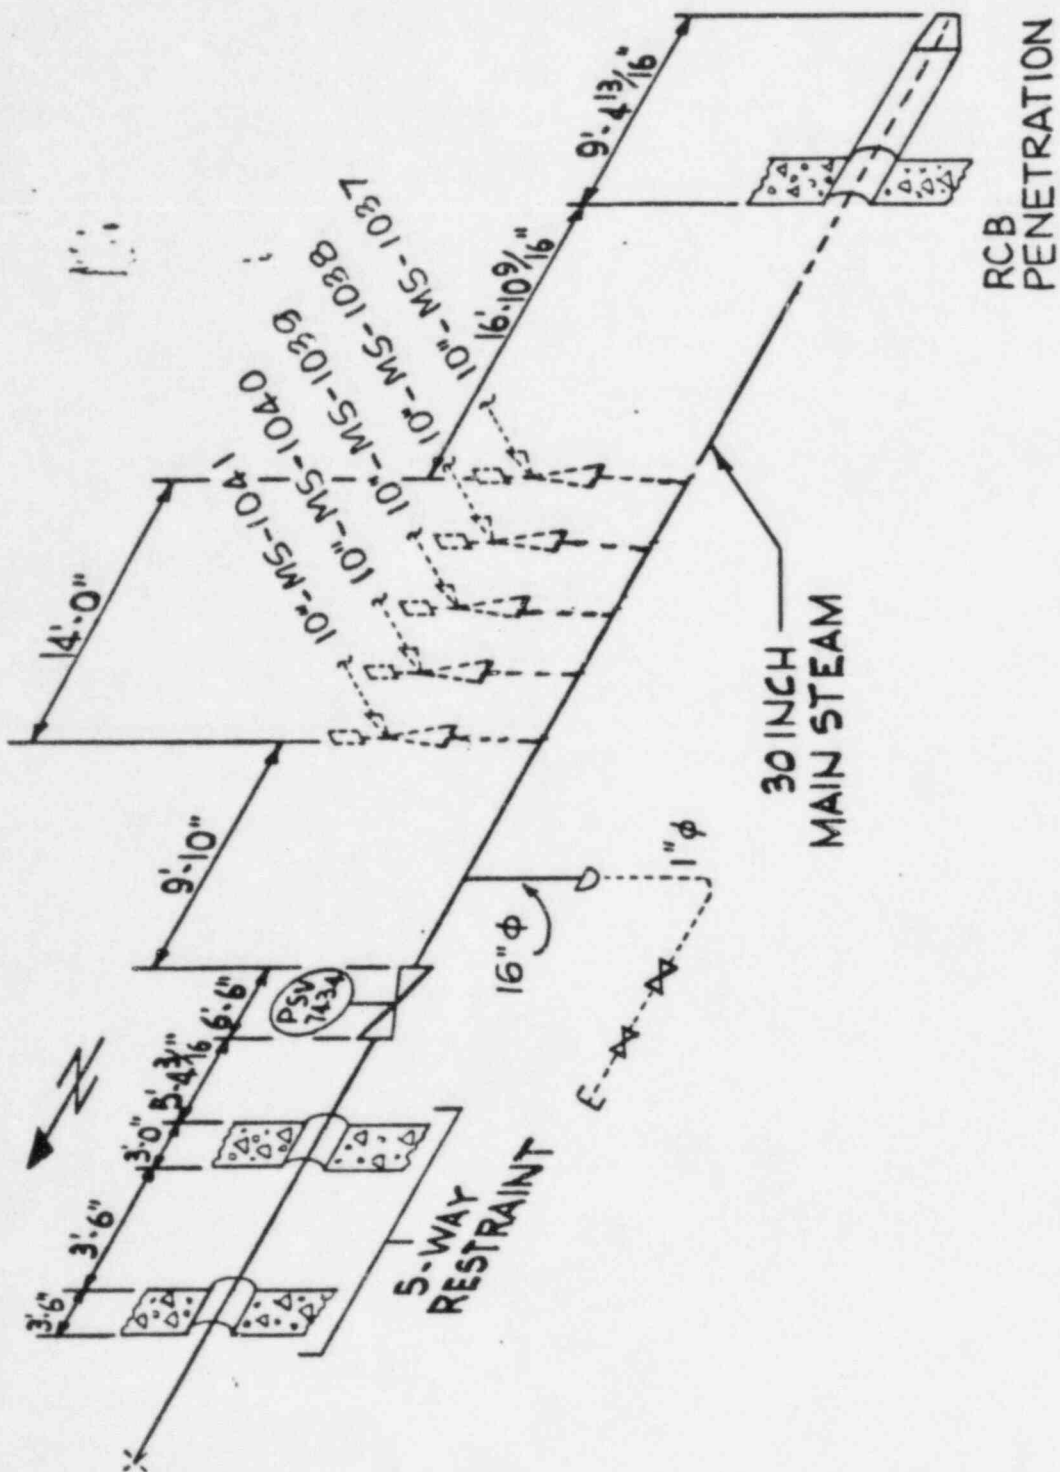 9'-4 13/16"
16'-10 9/16"
14'-0"
9'-10"
6'-6"
5'-4 3/16"
3'-0"
3'-6"
3'-6"
10"-MS-1037
10"-MS-1038
10"-MS-1039
10"-MS-1040
10"-MS-1041
N
PSV
7434
RCB
PENETRATION
30 INCH
MAIN STEAM
16"ϕ
1"ϕ
5-WAY
RESTRAINT